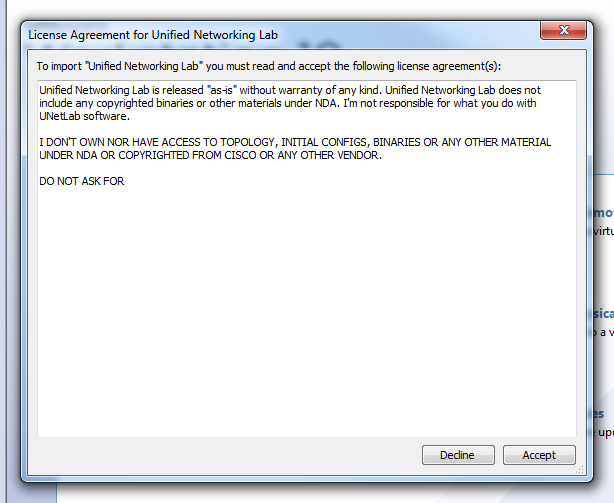 License Agreement for Unified Networking Lab
To import "Unified Networking Lab" you must read and accept the following license agreement(s):
Unified Networking Lab is released "as-is" without warranty of any kind. Unified Networking Lab does not
include any copyrighted binaries or other materials under NDA. I'm not responsible for what you do with
UNetLab software.
I DON'T OWN NOR HAVE ACCESS TO TOPOLOGY, INITIAL CONFIGS, BINARIES OR ANY OTHER MATERIAL
UNDER NDA OR COPYRIGHTED FROM CISCO OR ANY OTHER VENDOR.
DO NOT ASK FOR
Decline
Accept